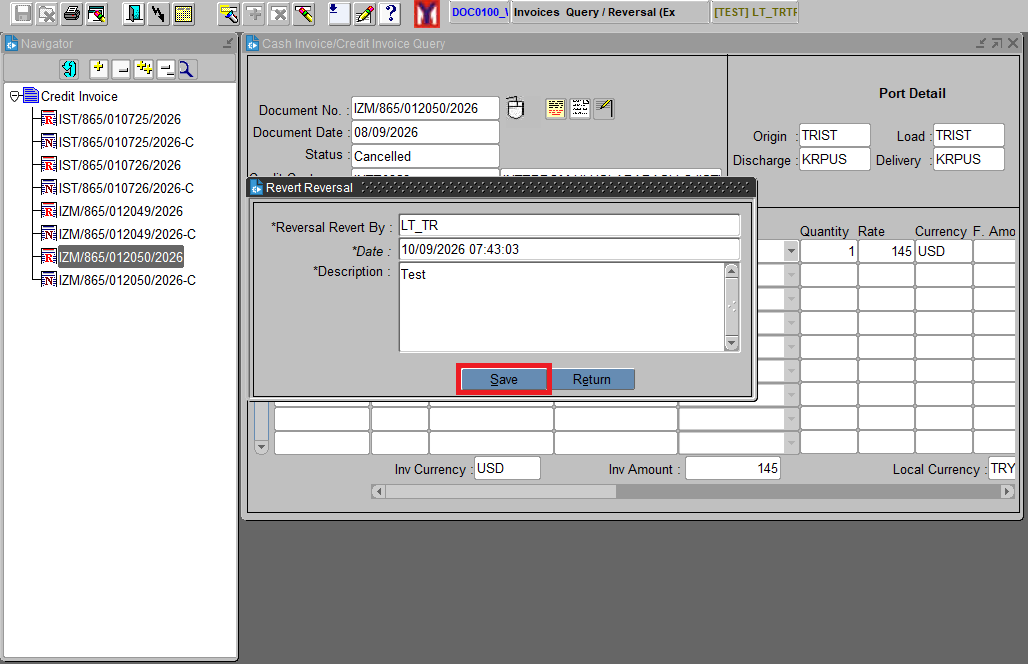 DOC0100_\
Invoices Query / Reversal (Ex
[TEST] LT_TRTF
Navigator
Cash Invoice/Credit Invoice Query
Credit Invoice
IST/865/010725/2026
IST/865/010725/2026-C
IST/865/010726/2026
IST/865/010726/2026-C
IZM/865/012049/2026
IZM/865/012049/2026-C
IZM/865/012050/2026
IZM/865/012050/2026-C
Document No. : IZM/865/012050/2026
Document Date : 08/09/2026
Status : Cancelled
Port Detail
Origin : TRIST Load : TRIST
Discharge : KRPUS Delivery : KRPUS
Revert Reversal
*Reversal Revert By : LT_TR
*Date : 10/09/2026 07:43:03
*Description : Test
Save Return
Quantity Rate Currency F. Amo
1 145 USD
Inv Currency : USD Inv Amount : 145 Local Currency : TRY